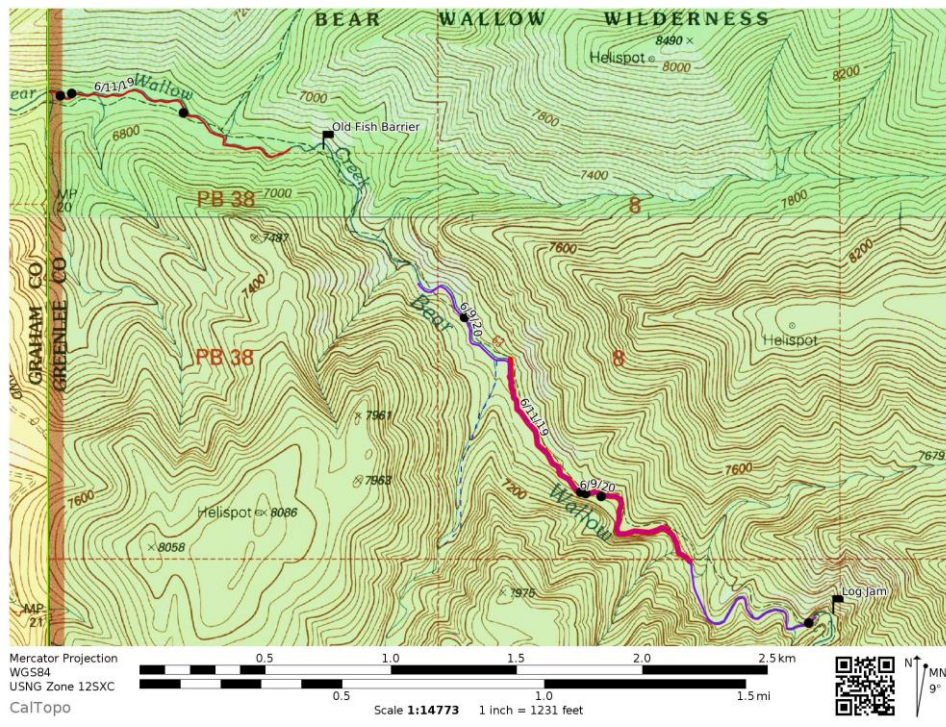 BEAR WALLOW WILDERNESS
7200
8490
Helispot
8000
8200
ear
6/11/19
Wallow
7000
7800
6800
Old Fish Barrier
Creek
7400
MP
20
PB 38
7000
8
7800
7487
7600
8200
7400
GRAHAM CO
GREENLEE CO
Bear
6/9/20
62
Helispot
PB 38
8
7961
6/11/19
7963
6/9/20
7600
7679
7600
7200
Wallow
Helispot
8086
8058
7976
Log Jam
MP
21
Mercator Projection
WGS84
USNG Zone 12SXC
CalTopo
0.5 1.0 1.5 2.0 2.5 km
0.5 1.0 1.5 mi
Scale 1:14773 1 inch = 1231 feet
N
MN
9°